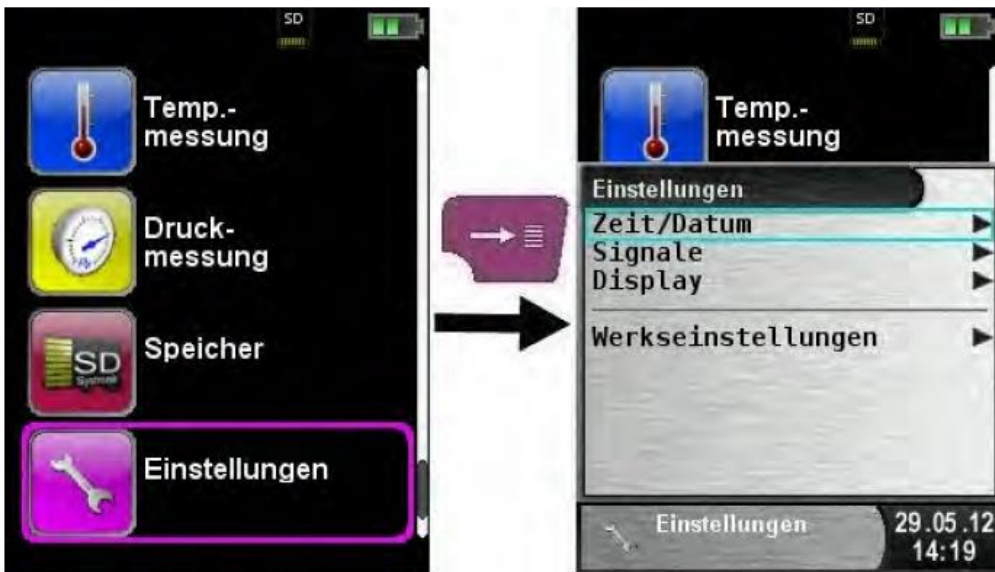 SD
Temp.-
messung
Druck-
messung
SD
Speicher
Einstellungen
SD
Temp.-
messung
Einstellungen
Zeit/Datum
Signale
Display
Werkseinstellungen
Einstellungen
29.05.12
14:19